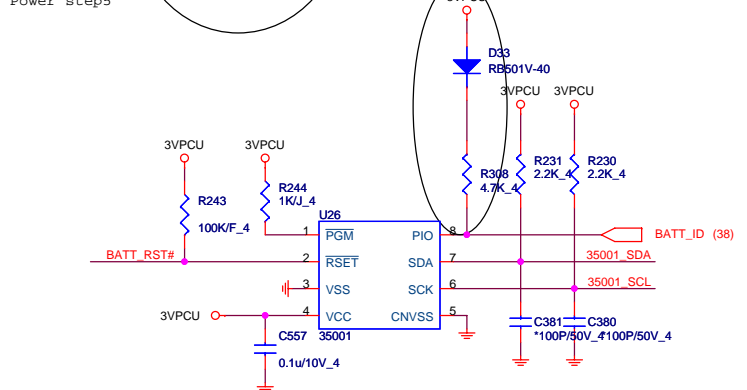 Power step5
D33
RB501V-40
3VPCU
3VPCU
3VPCU
3VPCU
R308
4.7K_4
R231
2.2K_4
R230
2.2K_4
R243
100K/F_4
R244
1K/J_4
U26
1
PGM
PIO
8
BATT_ID (38)
BATT_RST#
2
RSET
SDA
7
35001_SDA
3
VSS
SCK
6
35001_SCL
3VPCU
4
VCC
CNVSS
5
35001
C557
0.1u/10V_4
C381
*100P/50V_4
C380
*100P/50V_4